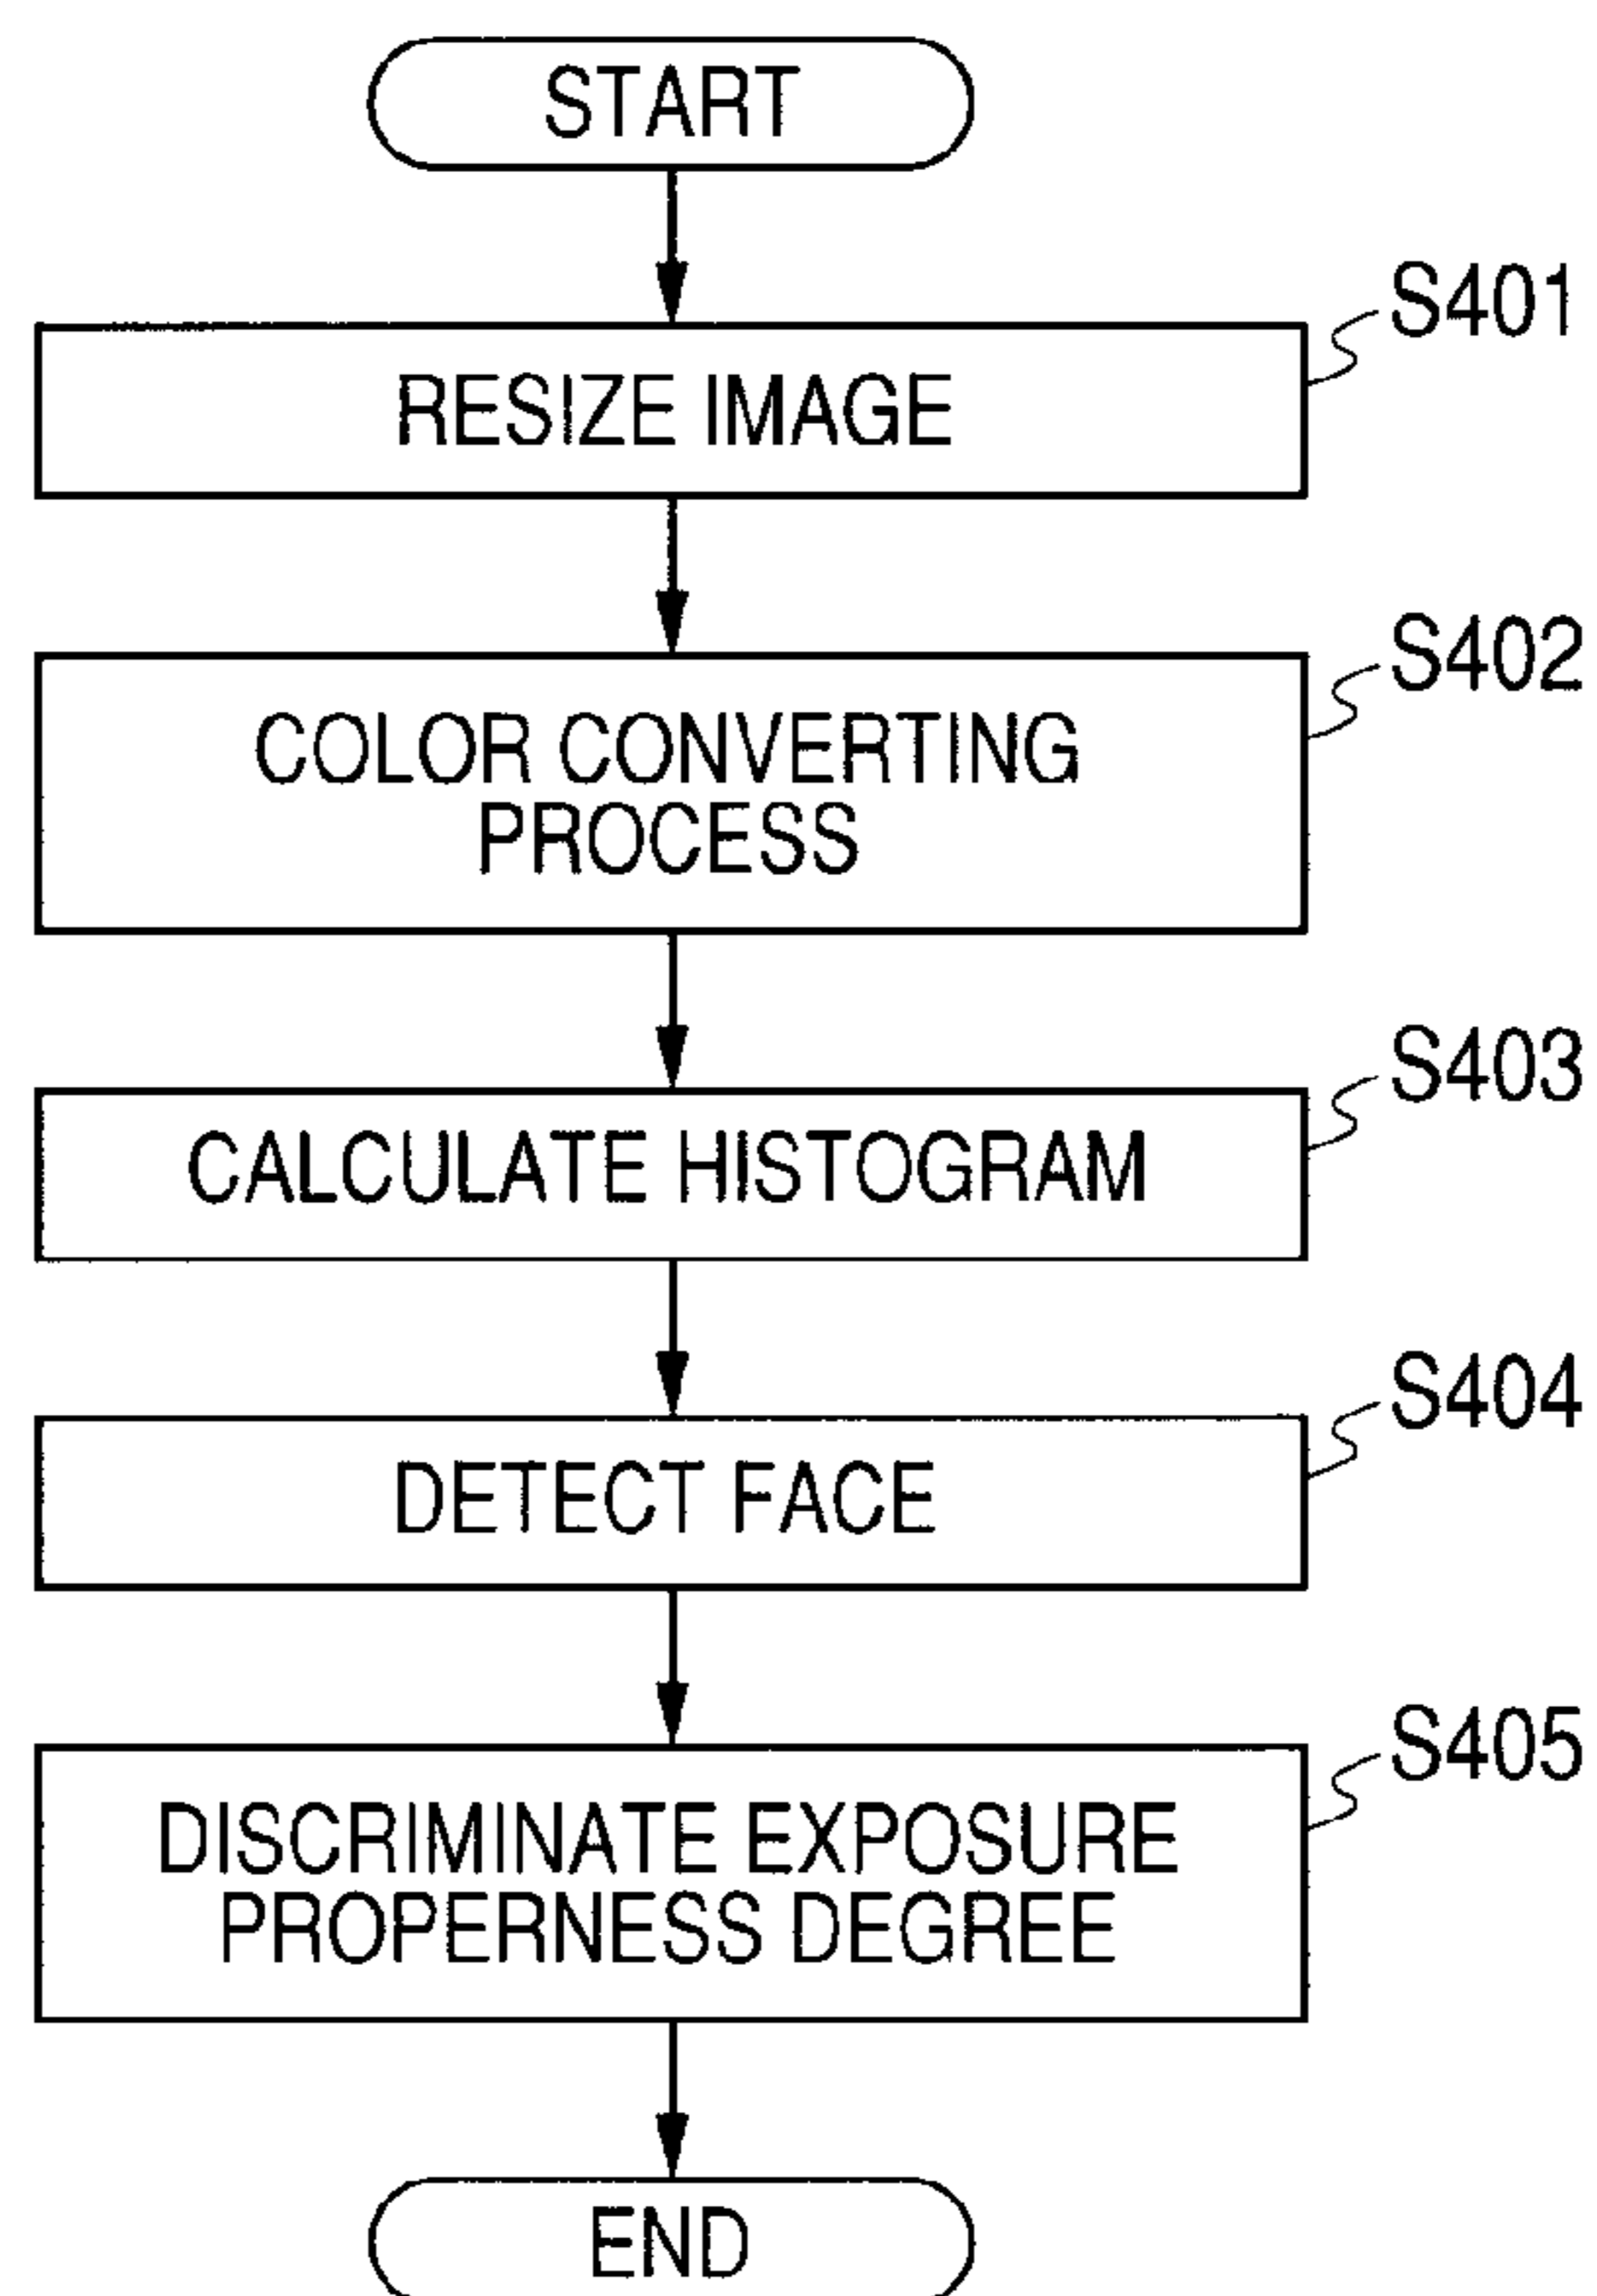 START
S401
RESIZE IMAGE
S402
COLOR CONVERTING
PROCESS
S403
CALCULATE HISTOGRAM
S404
DETECT FACE
S405
DISCRIMINATE EXPOSURE
PROPERNESS DEGREE
END